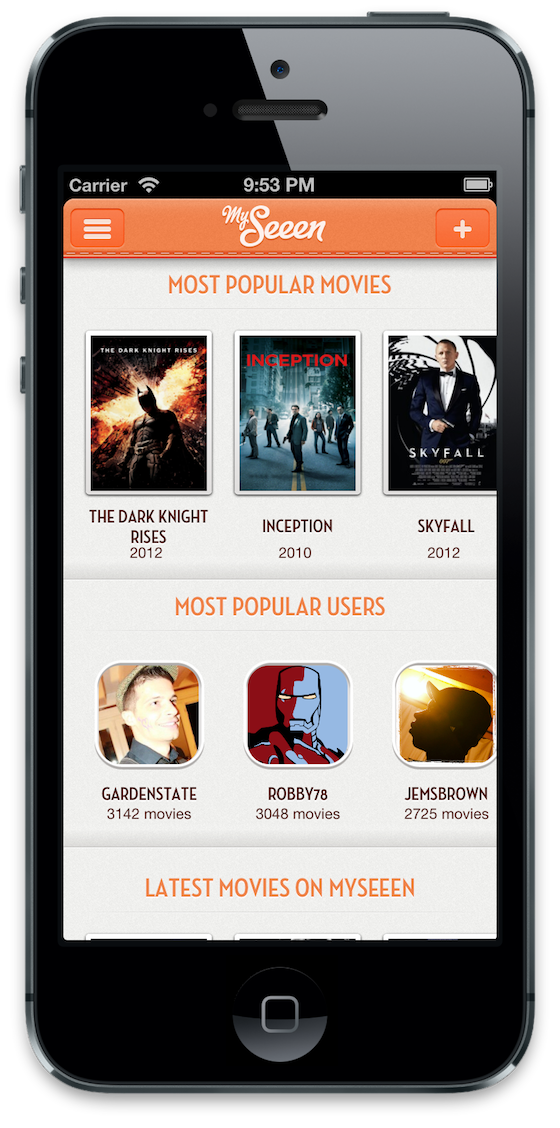 Carrier 9:53 PM
My Seeen
MOST POPULAR MOVIES
THE DARK KNIGHT RISES
INCEPTION
SKYFALL
007
THE DARK KNIGHT
RISES
2012
INCEPTION
2010
SKYFALL
2012
MOST POPULAR USERS
GARDENSTATE
3142 movies
ROBBY78
3048 movies
JEMSBROWN
2725 movies
LATEST MOVIES ON MYSEEEN